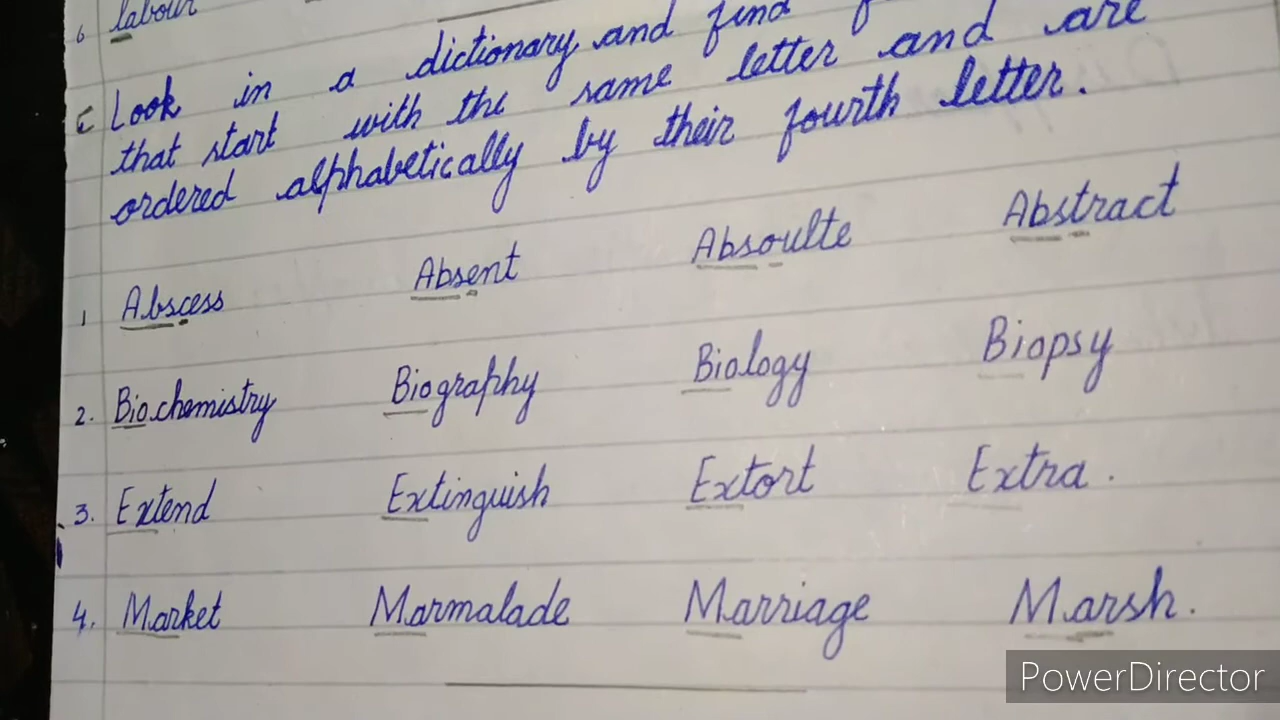 6 labour
C Look in a dictionary and find
that start with the same letter and are
ordered alphabetically by their fourth letter.
1 Abscess Absent Absoulte Abstract
2. Biochemistry Biography Biology Biopsy
3. Extend Extinguish Extort Extra.
4. Market Marmalade Marriage Marsh.
PowerDirector